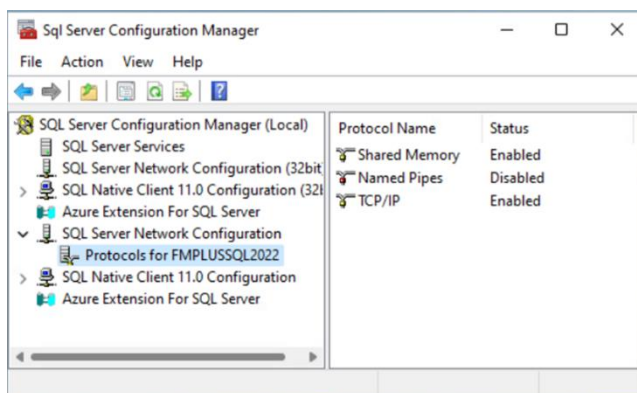 Sql Server Configuration Manager
File Action View Help
SQL Server Configuration Manager (Local)
SQL Server Services
SQL Server Network Configuration (32bit
SQL Native Client 11.0 Configuration (32b
Azure Extension For SQL Server
SQL Server Network Configuration
Protocols for FMPLUSSQL2022
SQL Native Client 11.0 Configuration
Azure Extension For SQL Server
Protocol Name Status
Shared Memory Enabled
Named Pipes Disabled
TCP/IP Enabled